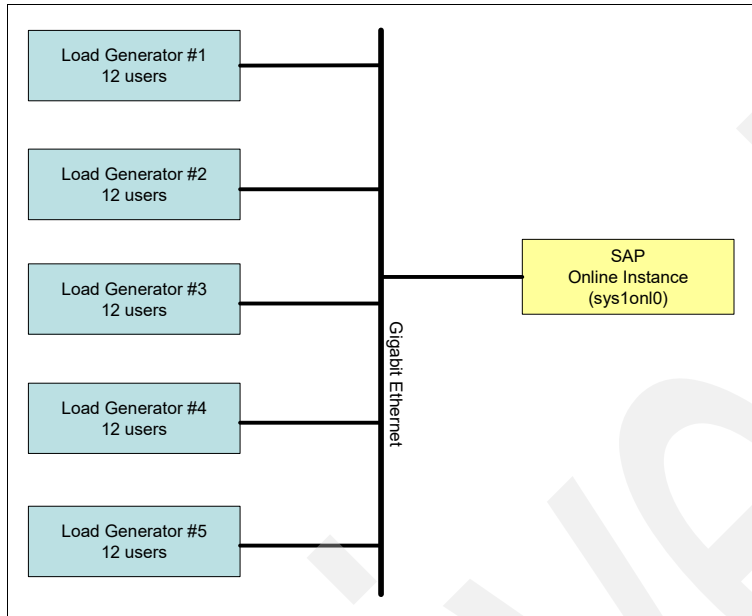 Load Generator #1
12 users
Load Generator #2
12 users
SAP
Online Instance
(sys1onl0)
Load Generator #3
12 users
Gigabit Ethernet
Load Generator #4
12 users
Load Generator #5
12 users